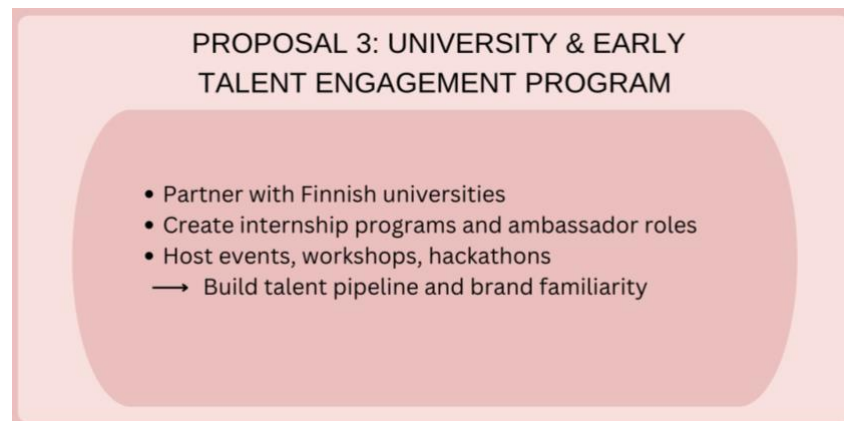 PROPOSAL 3: UNIVERSITY & EARLY
TALENT ENGAGEMENT PROGRAM
• Partner with Finnish universities
• Create internship programs and ambassador roles
• Host events, workshops, hackathons
⟶ Build talent pipeline and brand familiarity